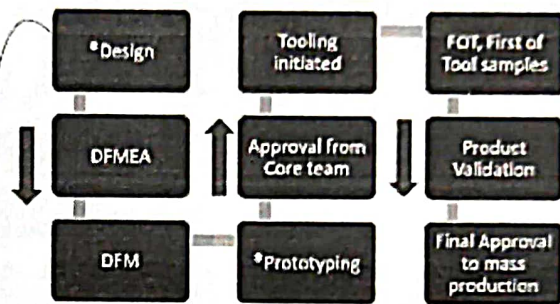 *Design
DFMEA
DFM
*Prototyping
Approval from
Core team
Tooling
initiated
FOT, First of
Tool samples
Product
Validation
Final Approval
to mass
production